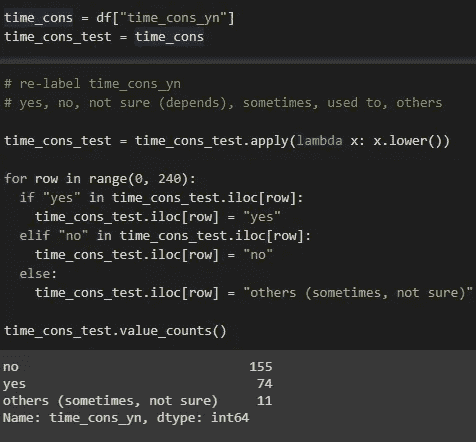 time_cons = df["time_cons_yn"]
time_cons_test = time_cons
# re-label time_cons_yn
# yes, no, not sure (depends), sometimes, used to, others
time_cons_test = time_cons_test.apply(lambda x: x.lower())
for row in range(0, 240):
  if "yes" in time_cons_test.iloc[row]:
    time_cons_test.iloc[row] = "yes"
  elif "no" in time_cons_test.iloc[row]:
    time_cons_test.iloc[row] = "no"
  else:
    time_cons_test.iloc[row] = "others (sometimes, not sure)"
time_cons_test.value_counts()
no                              155
yes                              74
others (sometimes, not sure)     11
Name: time_cons_yn, dtype: int64